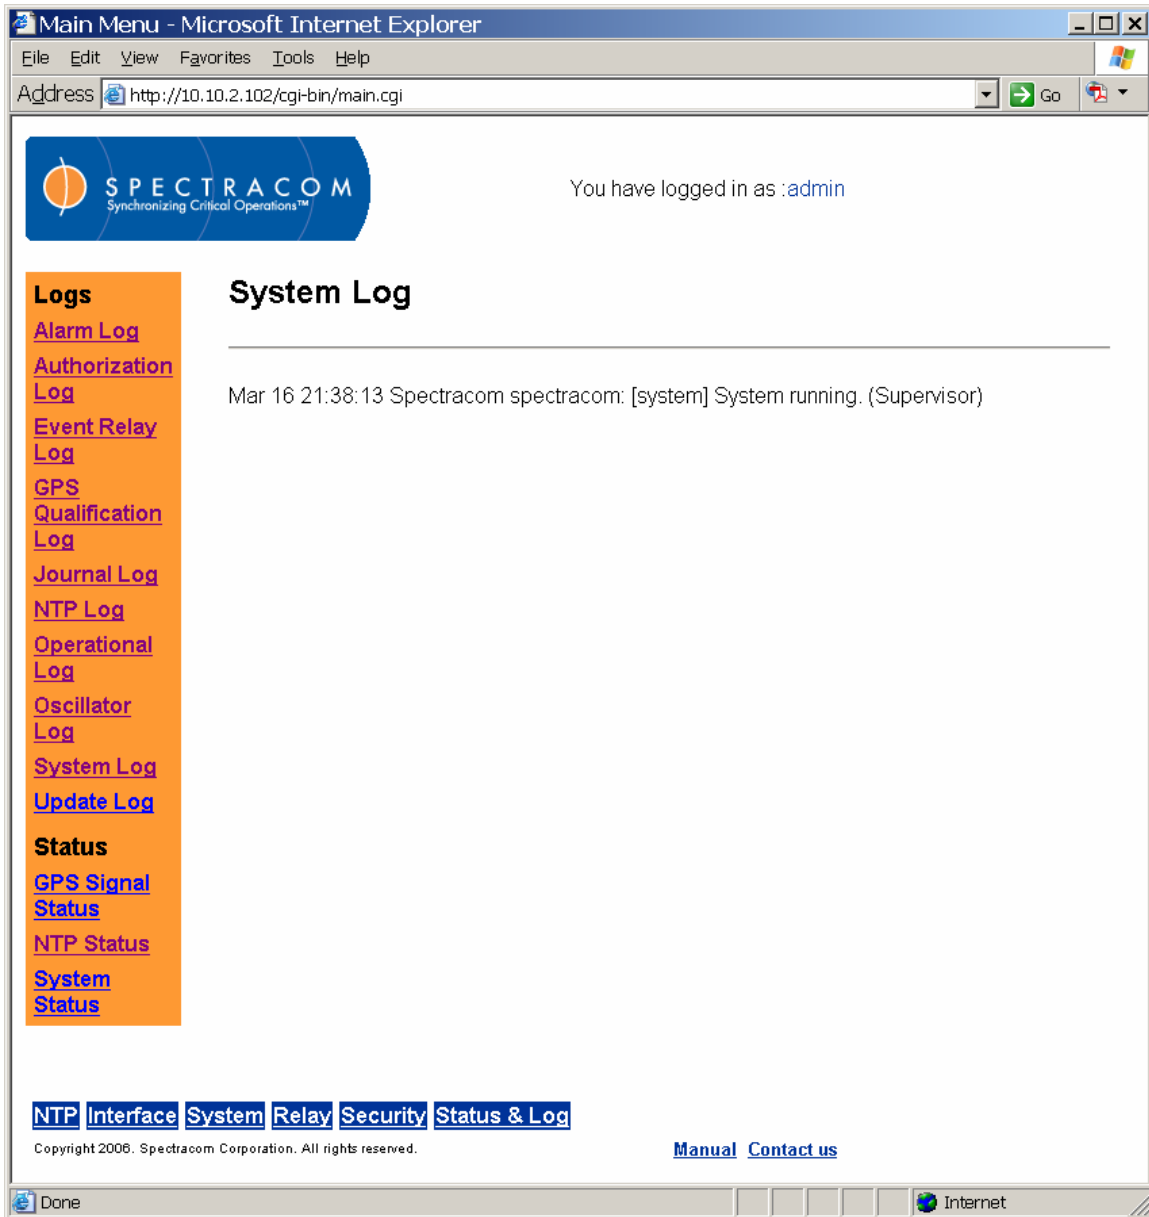 Main Menu - Microsoft Internet Explorer
File Edit View Favorites Tools Help
Address http://10.10.2.102/cgi-bin/main.cgi Go
SPECTRACOM
Synchronizing Critical Operations™
You have logged in as :admin
Logs
Alarm Log
Authorization
Log
Event Relay
Log
GPS
Qualification
Log
Journal Log
NTP Log
Operational
Log
Oscillator
Log
System Log
Update Log
Status
GPS Signal
Status
NTP Status
System
Status
System Log
Mar 16 21:38:13 Spectracom spectracom: [system] System running. (Supervisor)
NTP Interface System Relay Security Status & Log
Copyright 2006. Spectracom Corporation. All rights reserved.
Manual Contact us
Done Internet